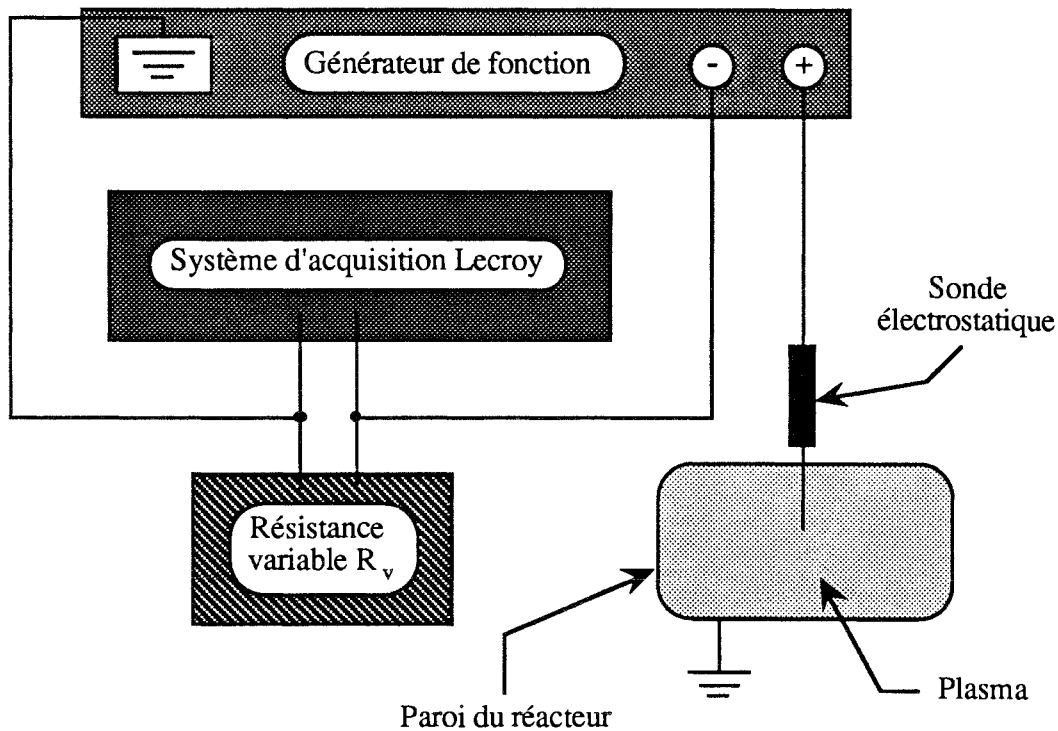 Générateur de fonction
-
+
Système d'acquisition Lecroy
Sonde
électrostatique
Résistance
variable R v
Plasma
Paroi du réacteur